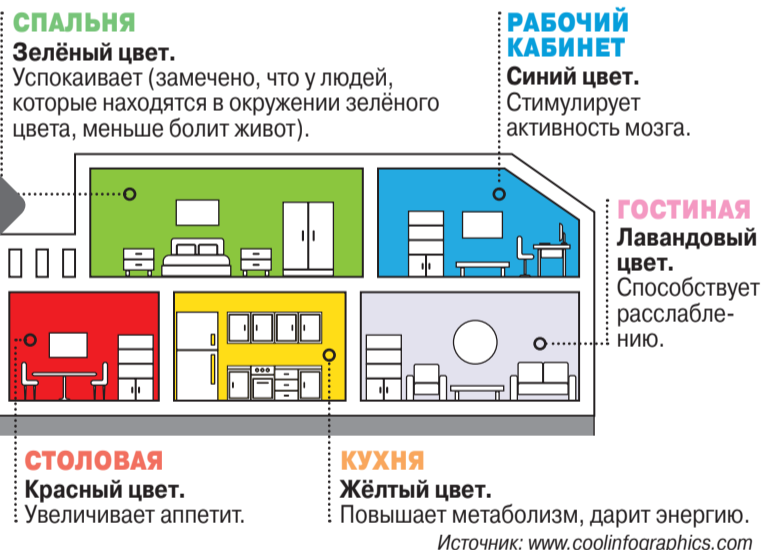 СПАЛЬНЯ
Зелёный цвет.
Успокаивает (замечено, что у людей,
которые находятся в окружении зелёного
цвета, меньше болит живот).
РАБОЧИЙ
КАБИНЕТ
Синий цвет.
Стимулирует
активность мозга.
ГОСТИНАЯ
Лавандовый
цвет.
Способствует
расслабле-
нию.
СТОЛОВАЯ
Красный цвет.
Увеличивает аппетит.
КУХНЯ
Жёлтый цвет.
Повышает метаболизм, дарит энергию.
Источник: www.coolinfographics.com